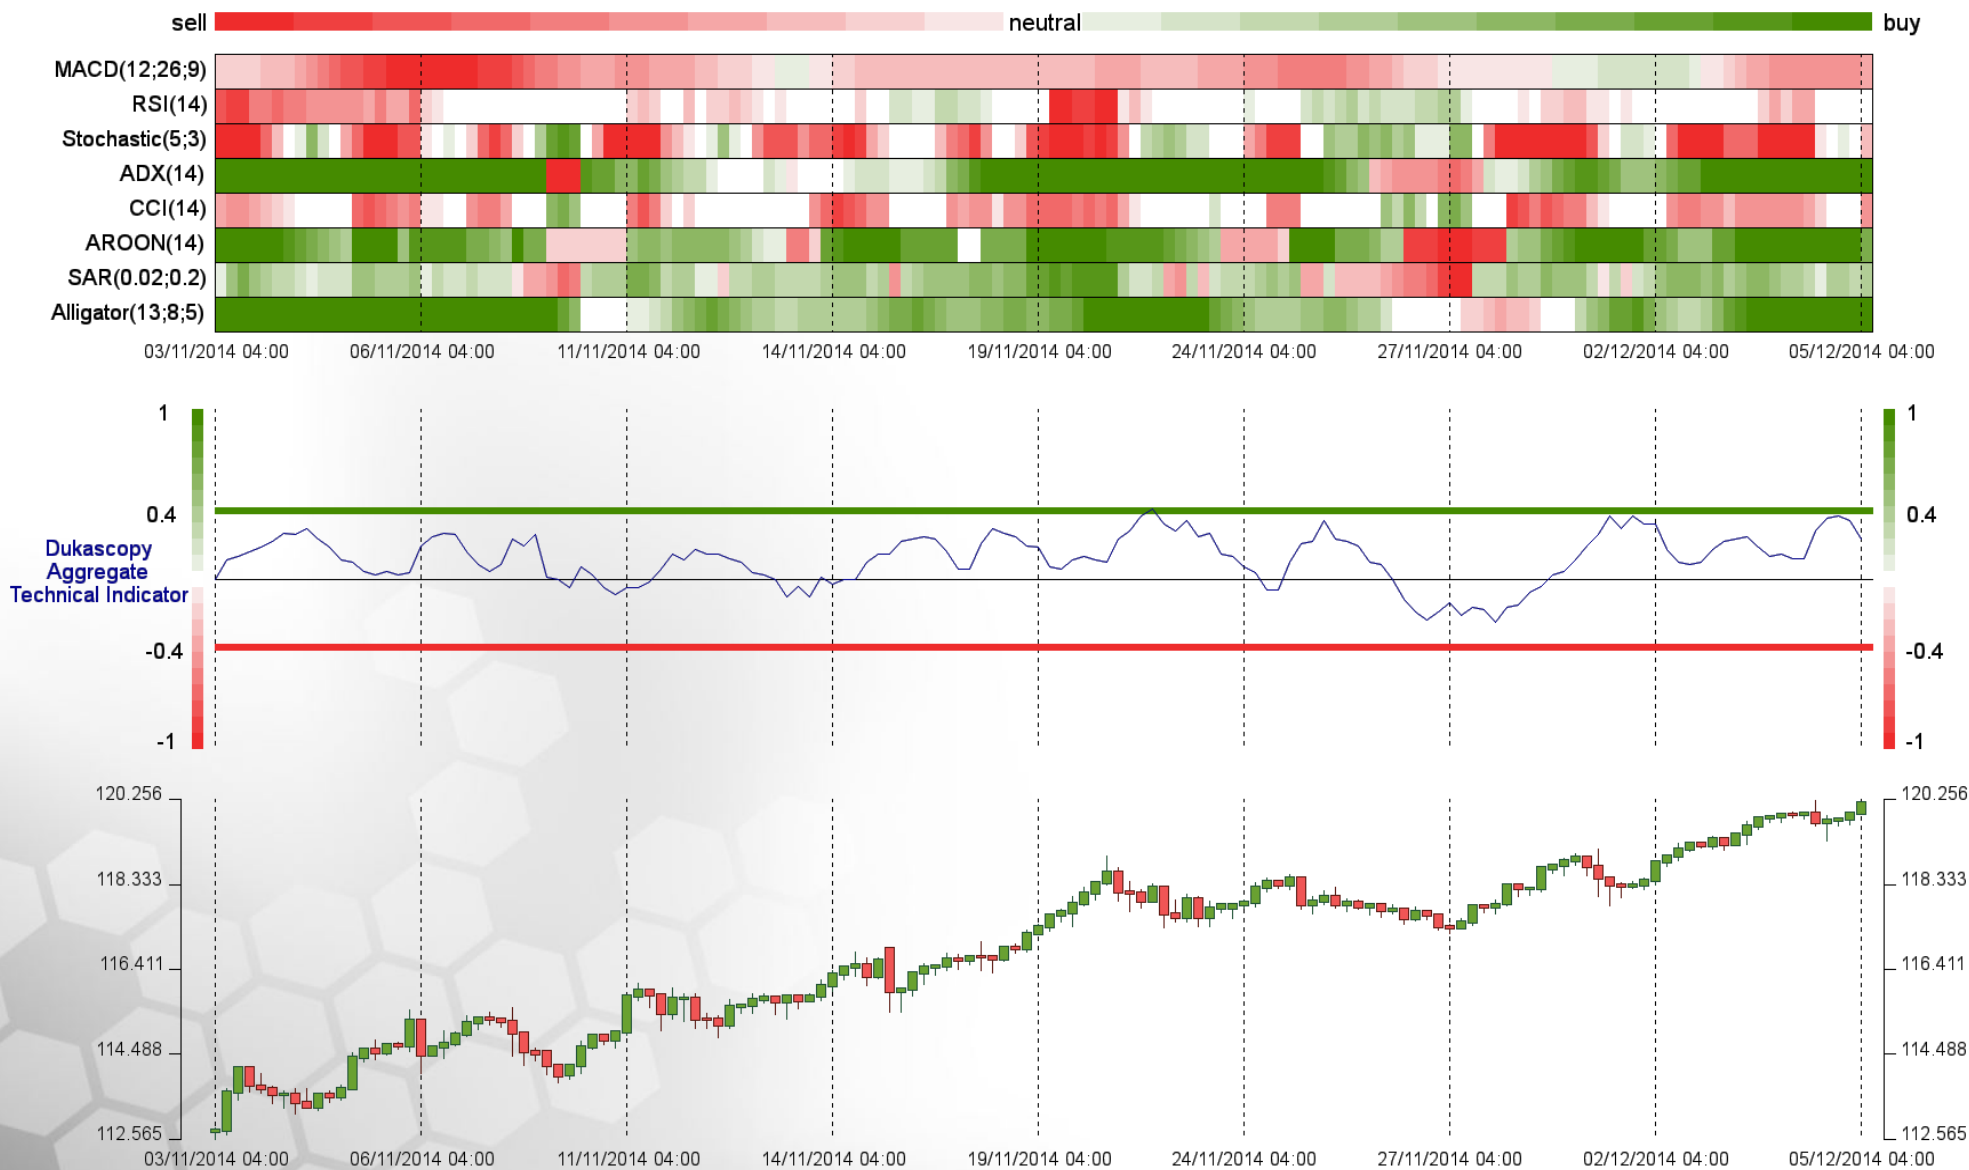 sell neutral buy
MACD(12;26;9)
RSI(14)
Stochastic(5;3)
ADX(14)
CCI(14)
AROON(14)
SAR(0.02;0.2)
Alligator(13;8;5)
03/11/2014 04:00 06/11/2014 04:00 11/11/2014 04:00 14/11/2014 04:00 19/11/2014 04:00 24/11/2014 04:00 27/11/2014 04:00 02/12/2014 04:00 05/12/2014 04:00
1 1
0.4 0.4
Dukascopy
Aggregate
Technical Indicator
-0.4 -0.4
-1 -1
120.256 120.256
118.333 118.333
116.411 116.411
114.488 114.488
112.565 112.565
03/11/2014 04:00 06/11/2014 04:00 11/11/2014 04:00 14/11/2014 04:00 19/11/2014 04:00 24/11/2014 04:00 27/11/2014 04:00 02/12/2014 04:00 05/12/2014 04:00